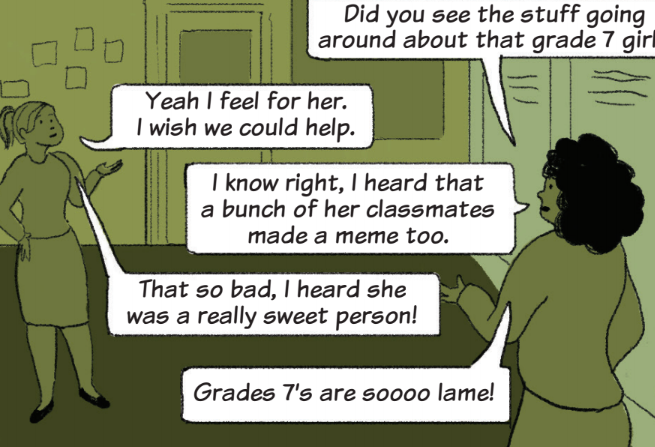 Did you see the stuff going
around about that grade 7 girl
Yeah I feel for her.
I wish we could help.
I know right, I heard that
a bunch of her classmates
made a meme too.
That so bad, I heard she
was a really sweet person!
Grades 7's are soooo lame!